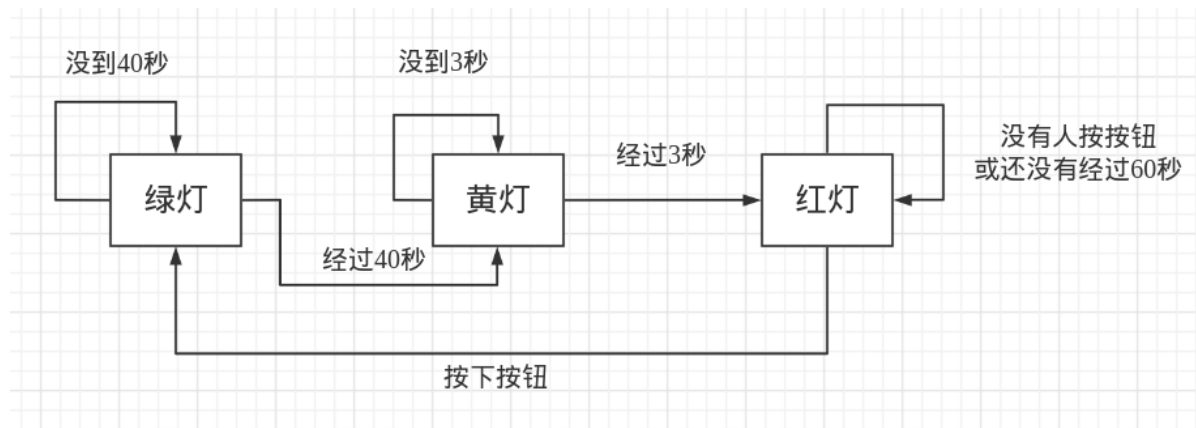 没到40秒
没到3秒
没有人按按钮
或还没有经过60秒
经过3秒
绿灯
黄灯
红灯
经过40秒
按下按钮